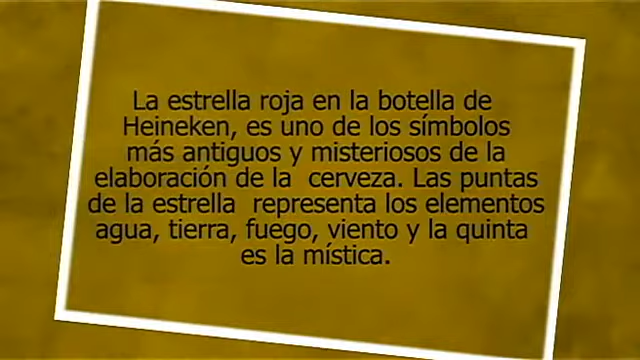 La estrella roja en la botella de
Heineken, es uno de los símbolos
más antiguos y misteriosos de la
elaboración de la  cerveza. Las puntas
de la estrella  representa los elementos
agua, tierra, fuego, viento y la quinta
es la mística.